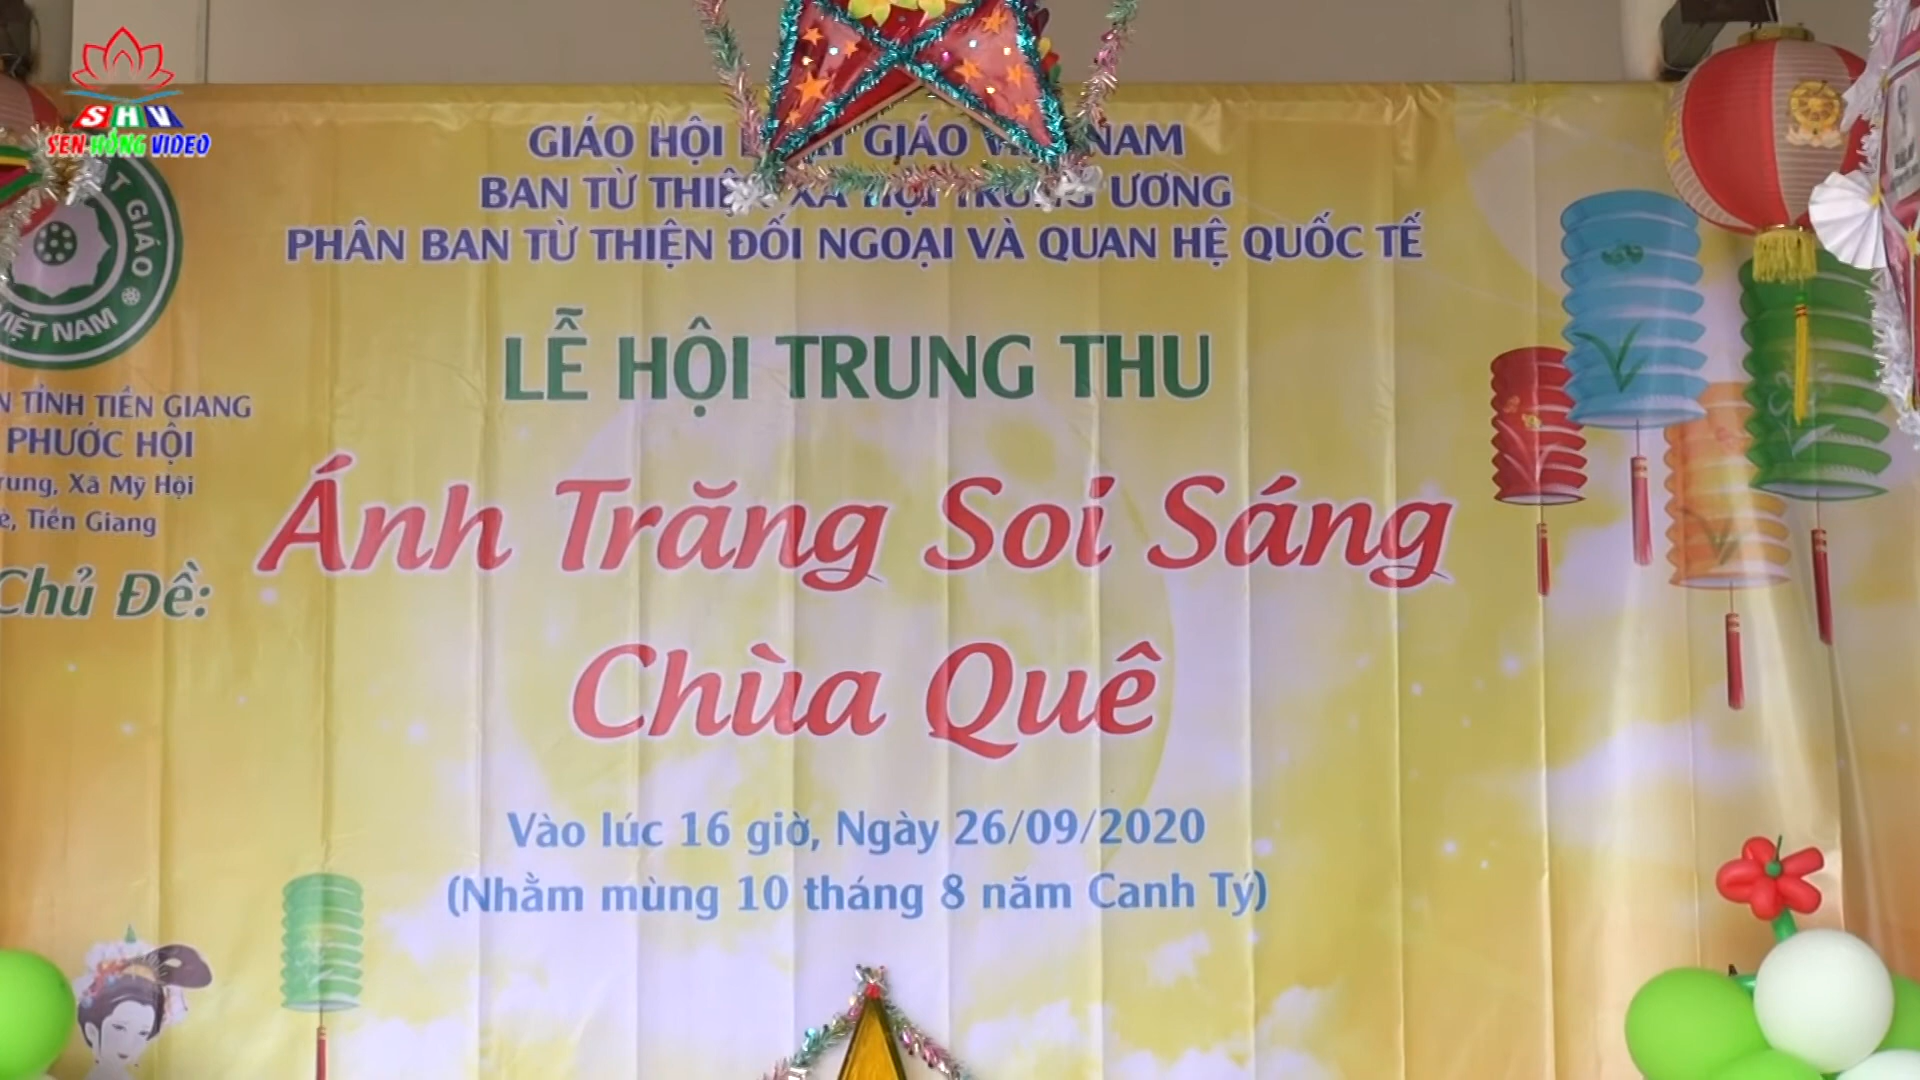 SHV
SEN HỒNG VIDEO
GIÁO HỘI GIÁO NAM
BAN TỪ THIỆN XÃ HỘI TRUNG ƯƠNG
PHÂN BAN TỪ THIỆN ĐỐI NGOẠI VÀ QUAN HỆ QUỐC TẾ
GIÁO
VIỆT NAM
LỄ HỘI TRUNG THU
TỈNH TIỀN GIANG
PHƯỚC HỘI
Xã Mỹ Hội
Tiền Giang
Chủ Đề:
Ánh Trăng Soi Sáng
Chùa Quê
Vào lúc 16 giờ, Ngày 26/09/2020
(Nhằm mùng 10 tháng 8 năm Canh Tý)